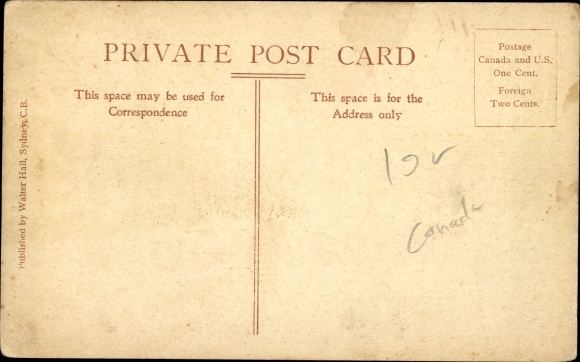 PRIVATE POST CARD
Postage
Canada and U.S.
One Cent.
Foreign
Two Cents.
This space may be used for
Correspondence
This space is for the
Address only
Published by Walter Hall, Sydney, C.B.
Canada